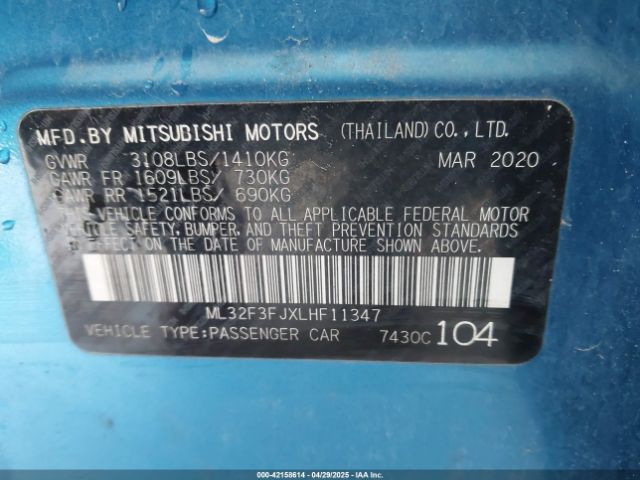 MFD.BY MITSUBISHI MOTORS (THAILAND)CO.,LTD.
GVWR 3108LBS/1410KG MAR 2020
GAWR FR 1609LBS/ 730KG
GAWR RR 1521LBS/ 690KG
THIS VEHICLE CONFORMS TO ALL APPLICABLE FEDERAL MOTOR
VEHICLE SAFETY, BUMPER, AND THEFT PREVENTION STANDARDS
IN EFFECT ON THE DATE OF MANUFACTURE SHOWN ABOVE.
ML32F3FJXLHF11347
VEHICLE TYPE:PASSENGER CAR 7430C 104
000-42158614 - 04/29/2025 - IAAI.COM